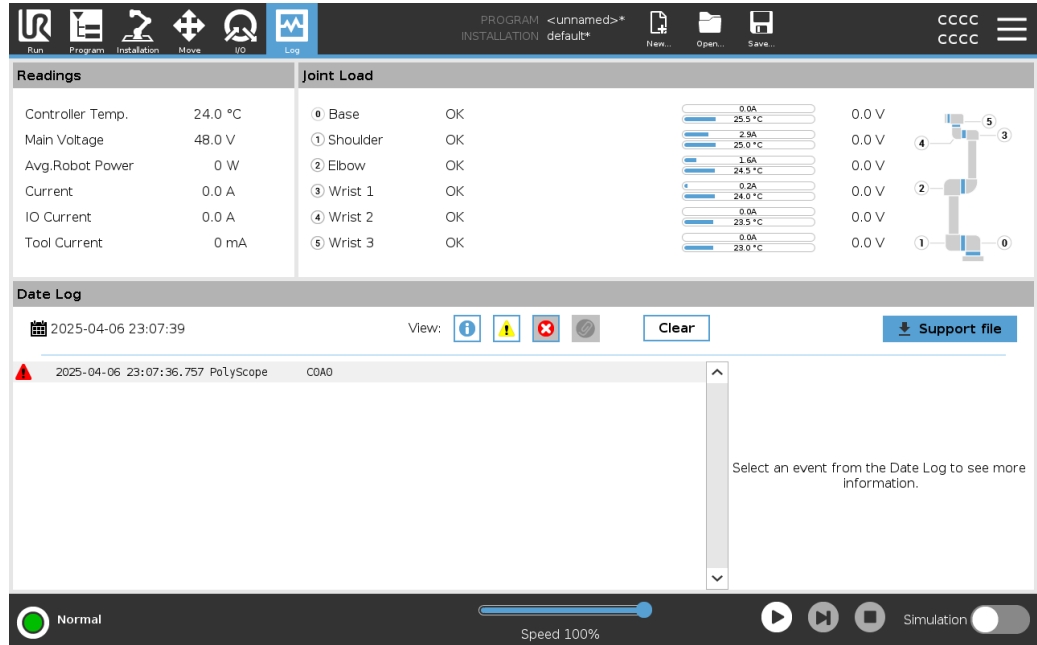 PROGRAM <unnamed>*
INSTALLATION default*
CCCC
CCCC
Run Program Installation Move I/O Log New... Open... Save...
Readings
Joint Load
Controller Temp. 24.0 °C
Main Voltage 48.0 V
Avg.Robot Power 0 W
Current 0.0 A
IO Current 0.0 A
Tool Current 0 mA
0 Base OK 0.0A 25.5 °C 0.0 V
1 Shoulder OK 2.9A 25.0 °C 0.0 V
2 Elbow OK 1.6A 24.5 °C 0.0 V
3 Wrist 1 OK 0.2A 24.0 °C 0.0 V
4 Wrist 2 OK 0.0A 23.5 °C 0.0 V
5 Wrist 3 OK 0.0A 23.0 °C 0.0 V
5
4 3
2
1 0
Date Log
2025-04-06 23:07:39 View: Clear Support file
2025-04-06 23:07:36.757 PolyScope C0A0
Select an event from the Date Log to see more
information.
Normal
Speed 100%
Simulation